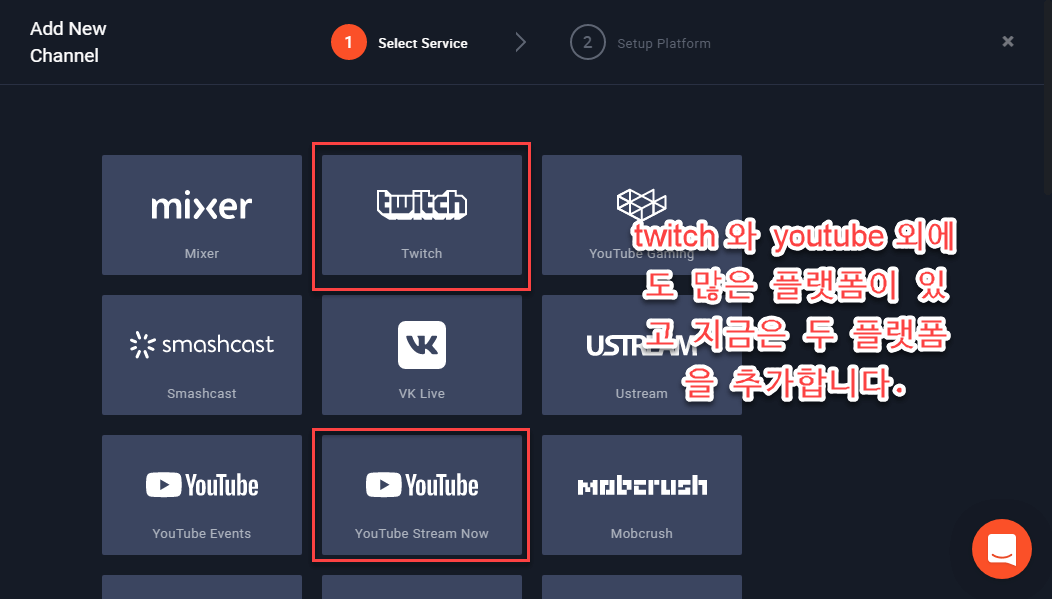 Add New
Channel
1 Select Service
2 Setup Platform
mixer
Mixer
twitch
Twitch
YouTube Gaming
twitch 와 youtube 외에
도 많은 플랫폼이 있
고 지금은 두 플랫폼
을 추가합니다.
smashcast
Smashcast
VK
VK Live
USTREAM
Ustream
YouTube
YouTube Events
YouTube
YouTube Stream Now
mobcrush
Mobcrush